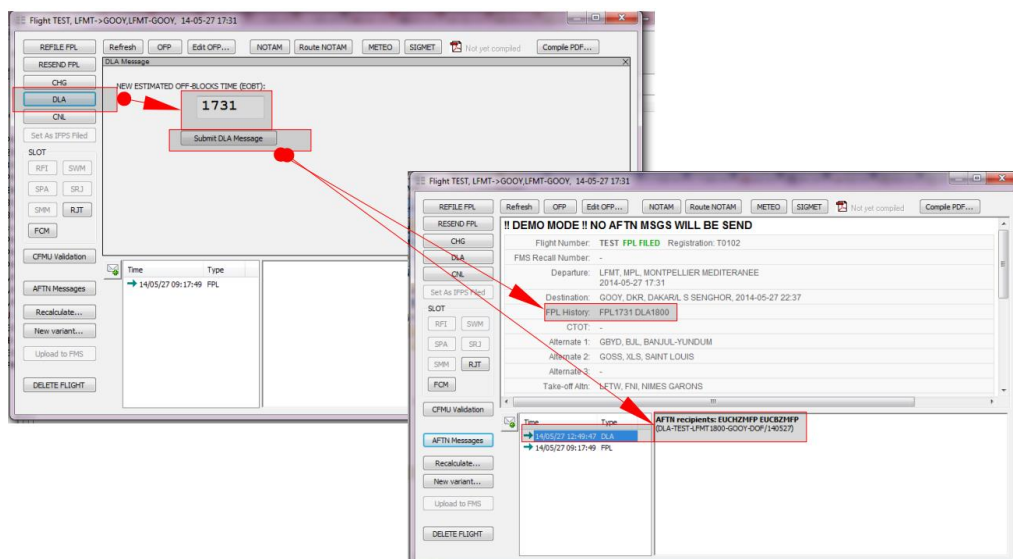 Flight TEST, LFMT->GOOY,LFMT-GOOY, 14-05-27 17:31
REFILE FPL
Refresh
OFP
Edit OFP...
NOTAM
Route NOTAM
METEO
SIGMET
Not yet compiled
Compile PDF...
RESEND FPL
DLA Message
CHG
NEW ESTIMATED OFF-BLOCKS TIME (EOBT):
DLA
1731
CNL
Submit DLA Message
Set As IFPS Filed
SLOT
RFI
SWM
SPA
SRJ
SMM
RJT
FCM
CFMU Validation
Time
Type
14/05/27 09:17:49 FPL
AFTN Messages
Recalculate...
New variant...
Upload to FMS
DELETE FLIGHT
Flight TEST, LFMT->GOOY,LFMT-GOOY, 14-05-27 17:31
REFILE FPL
Refresh
OFP
Edit OFP...
NOTAM
Route NOTAM
METEO
SIGMET
Not yet compiled
Compile PDF...
RESEND FPL
CHG
DLA
CNL
Set As IFPS Filed
SLOT
RFI
SWM
SPA
SRJ
SMM
RJT
FCM
CFMU Validation
!! DEMO MODE !! NO AFTN MSGS WILL BE SEND
Flight Number: TEST FPL FILED Registration: T0102
FMS Recall Number: -
Departure: LFMT, MPL, MONTPELLIER MEDITERANEE
2014-05-27 17:31
Destination: GOOY, DKR, DAKAR/L S SENGHOR, 2014-05-27 22:37
FPL History: FPL1731 DLA1800
CTOT: -
Alternate 1: GBYD, BJL, BANJUL-YUNDUM
Alternate 2: GOSS, XLS, SAINT LOUIS
Alternate 3: -
Take-off Altn: LFTW, FNI, NIMES GARONS
Time
Type
14/05/27 12:49:47 DLA
14/05/27 09:17:49 FPL
AFTN recipients: EUCHZMFP EUCBZMFP
(DLA-TEST-LFMT1800-GOOY-DOF/140527)
AFTN Messages
Recalculate...
New variant...
Upload to FMS
DELETE FLIGHT